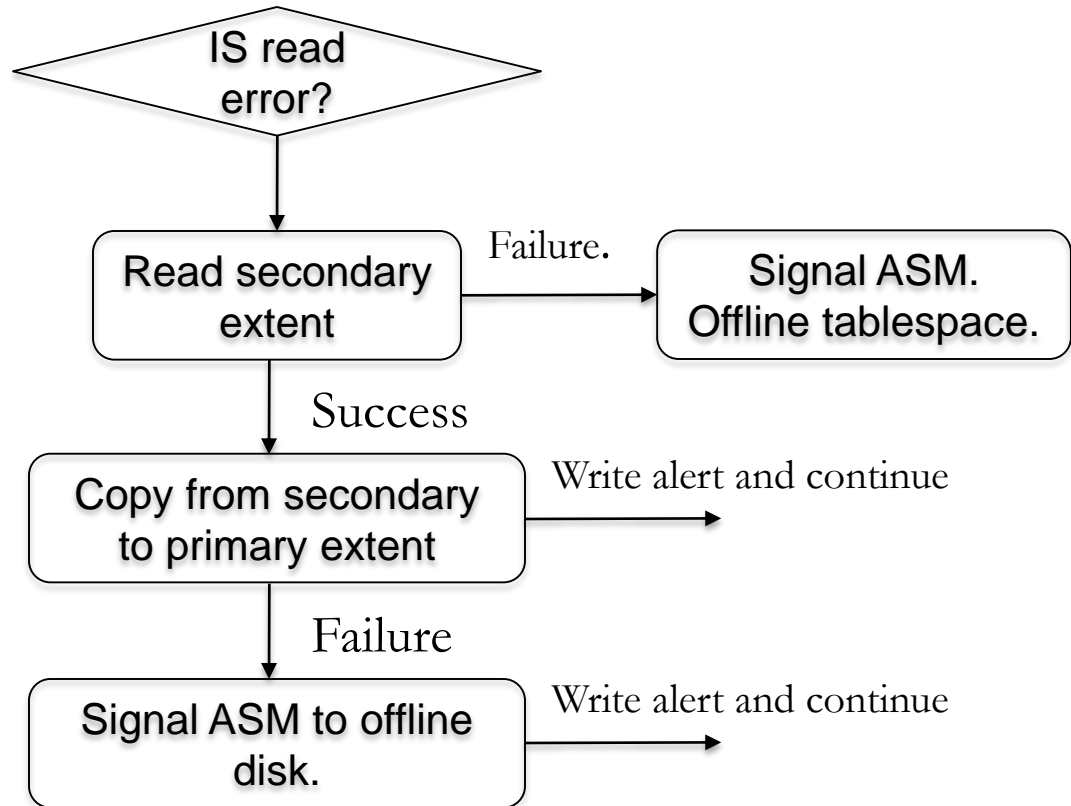 IS read
error?
Failure.
Read secondary
extent
Signal ASM.
Offline tablespace.
Success
Write alert and continue
Copy from secondary
to primary extent
Failure
Write alert and continue
Signal ASM to offline
disk.